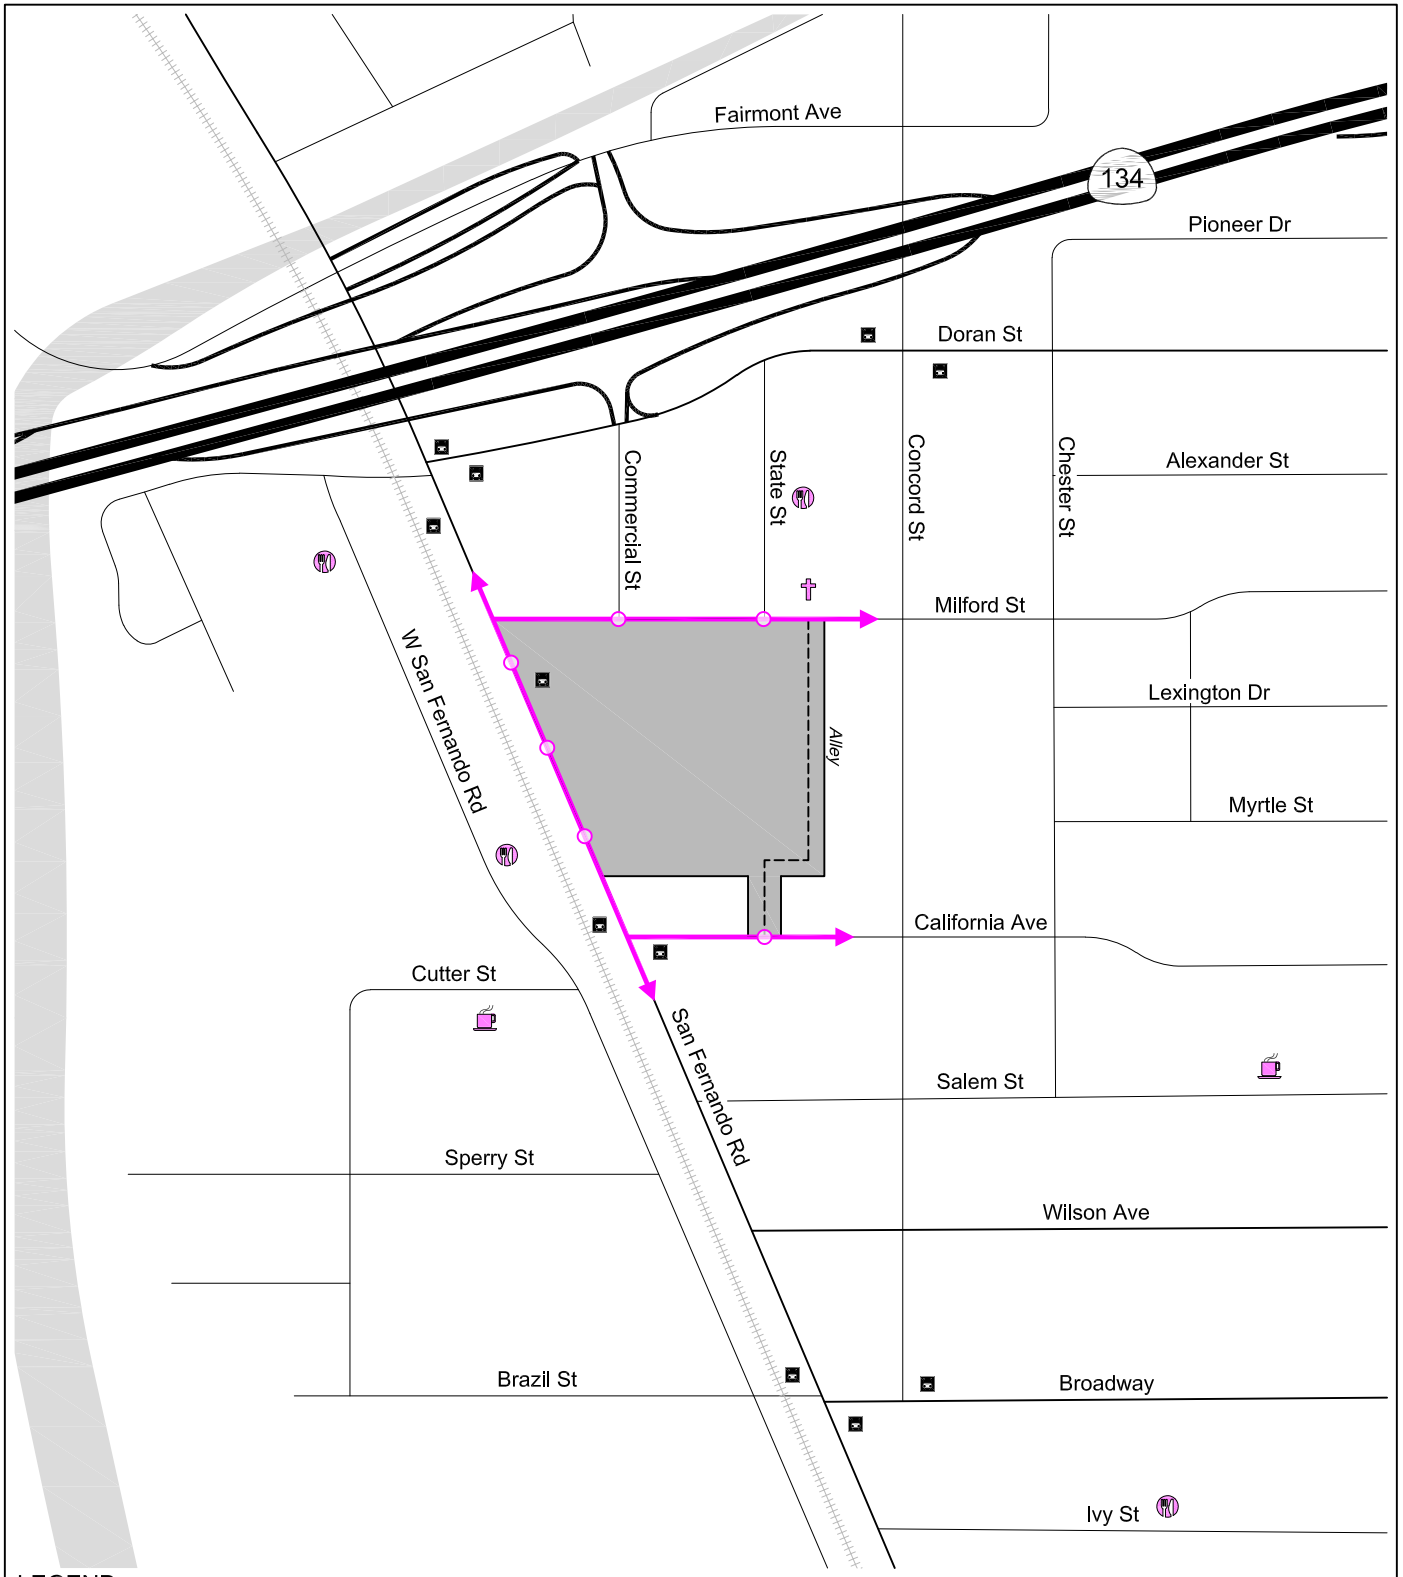 Fairmont Ave
134
Pioneer Dr
Doran St
Commercial St
State St
Concord St
Chester St
Alexander St
Milford St
W San Fernando Rd
Lexington Dr
Alley
Myrtle St
California Ave
Cutter St
San Fernando Rd
Salem St
Sperry St
Wilson Ave
Brazil St
Broadway
Ivy St
LEGEND